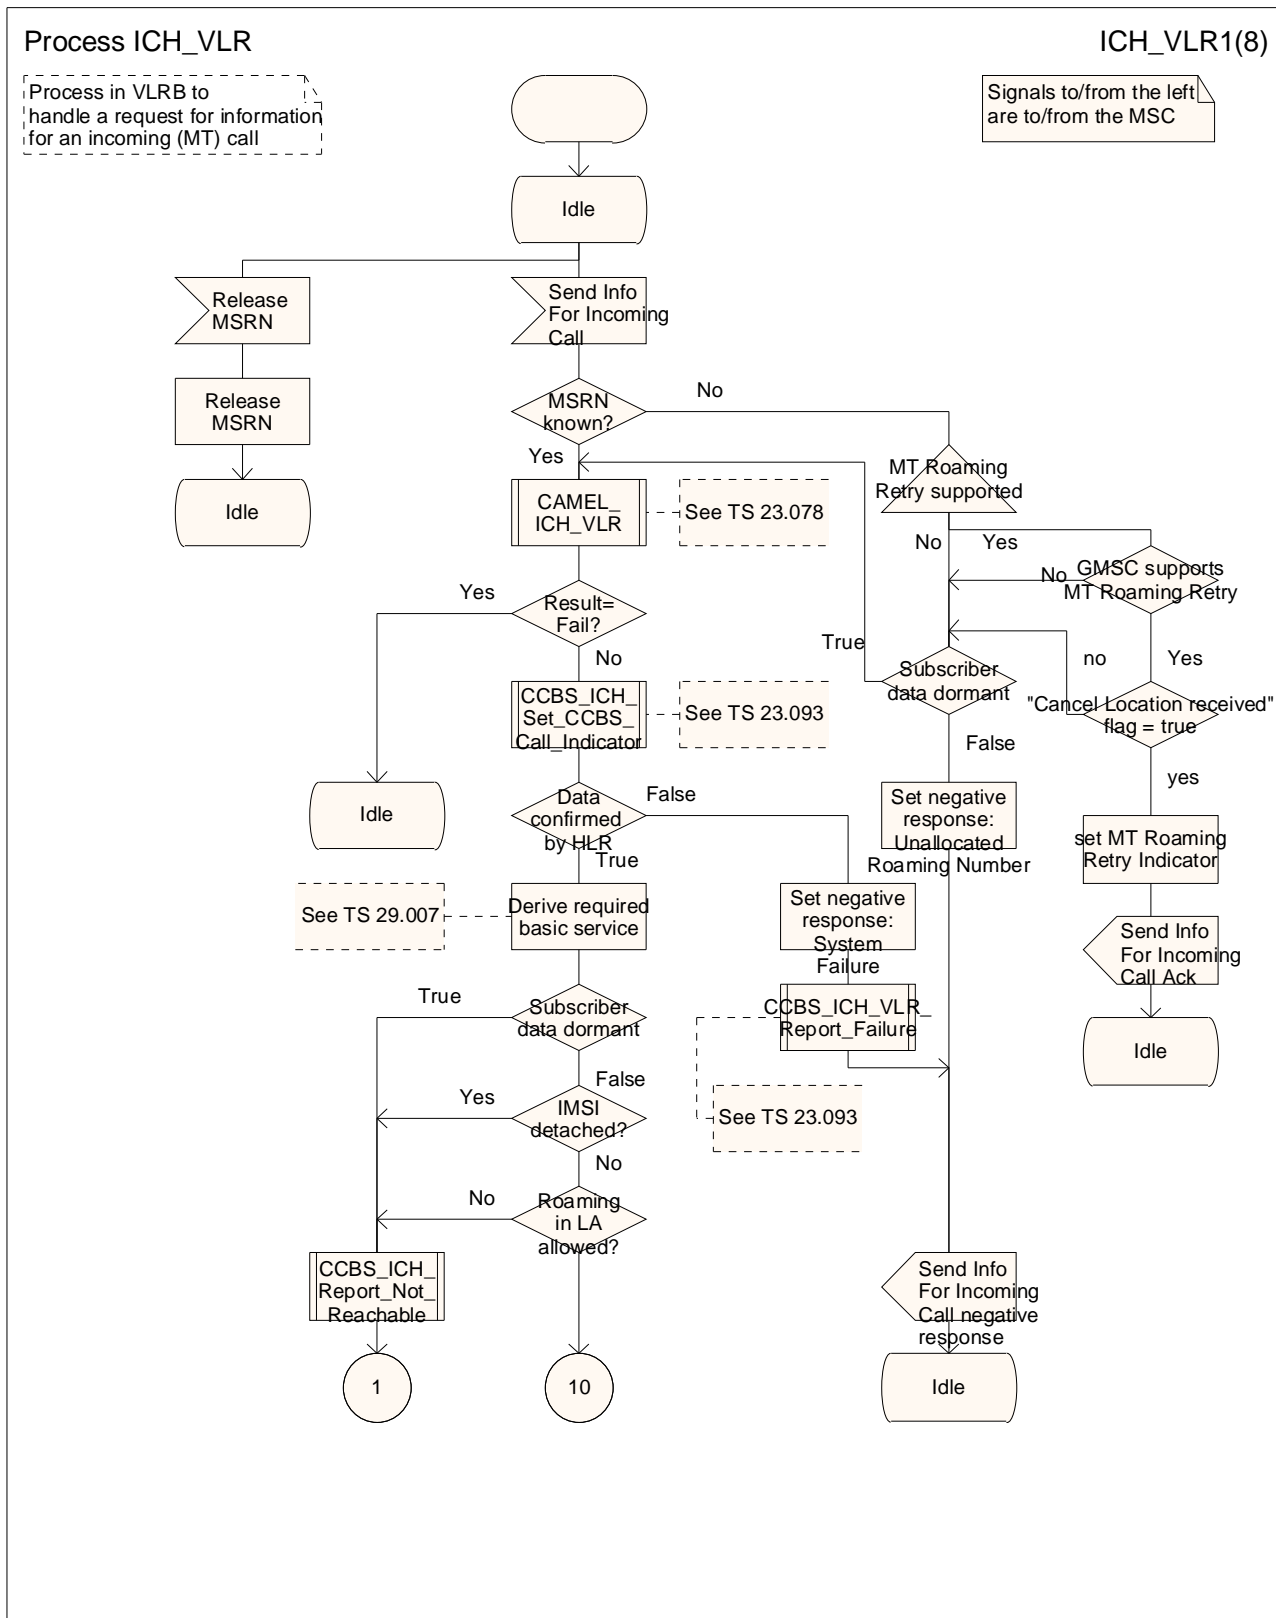 Process ICH_VLR
ICH_VLR1(8)
Process in VLRB to
handle a request for information
for an incoming (MT) call
Signals to/from the left
are to/from the MSC
Idle
Release
MSRN
Send Info
For Incoming
Call
Release
MSRN
MSRN
known?
No
Yes
MT Roaming
Retry supported
Idle
CAMEL_
ICH_VLR
See TS 23.078
No
Yes
GMSC supports
MT Roaming Retry
No
Yes
Result=
Fail?
No
True
Subscriber
data dormant
no
Yes
CCBS_ICH_
Set_CCBS_
Call_Indicator
See TS 23.093
"Cancel Location received"
flag = true
False
yes
Idle
Data
confirmed
by HLR
False
True
Set negative
response:
Unallocated
Roaming Number
set MT Roaming
Retry Indicator
See TS 29.007
Derive required
basic service
Set negative
response:
System
Failure
Send Info
For Incoming
Call Ack
True
Subscriber
data dormant
CCBS_ICH_VLR_
Report_Failure
Idle
False
Yes
IMSI
detached?
See TS 23.093
No
No
Roaming
in LA
allowed?
CCBS_ICH_
Report_Not_
Reachable
Send Info
For Incoming
Call negative
response
1
10
Idle